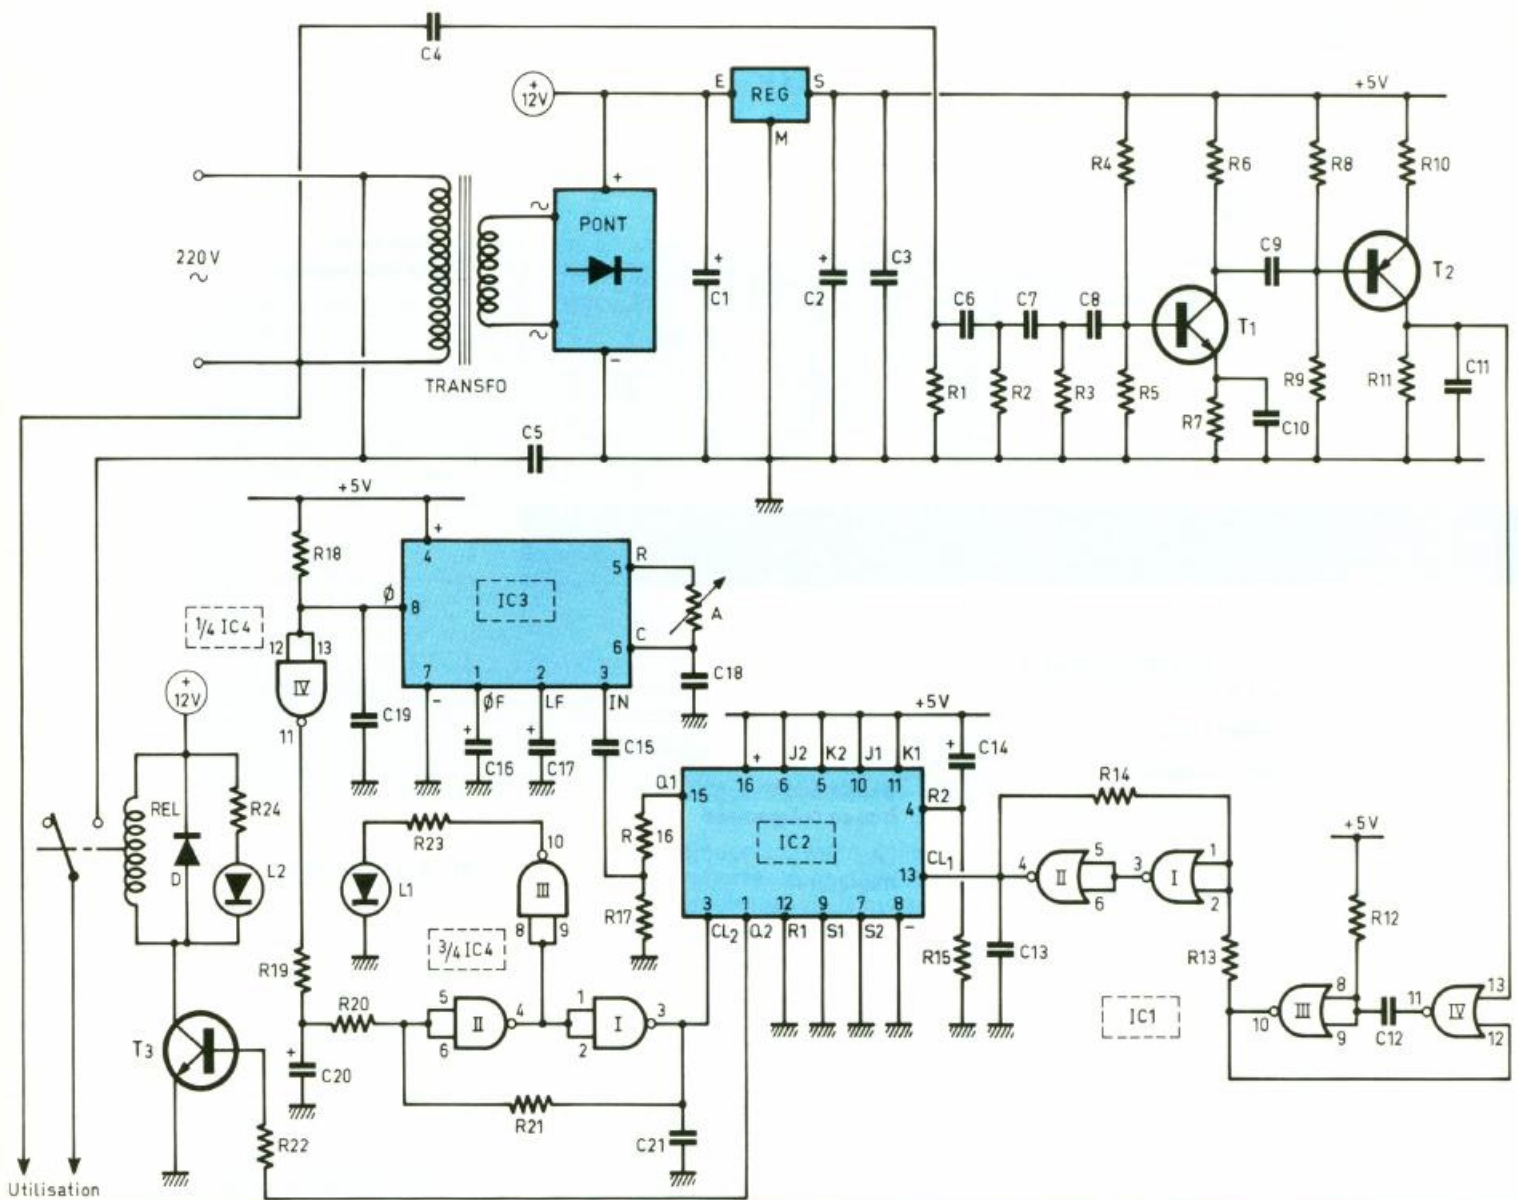 C4
+
12V
E
REG
S
+5V
M
R4
R6
R8
R10
+
PONT
220V
~
~
~
-
TRANSFO
+
C1
+
C2
C3
C6
C7
C8
C9
T1
T2
R1
R2
R3
R5
R7
C10
R9
R11
C11
C5
+5V
R18
+
4
R
5
Ø
8
IC3
A
C
6
1/4 IC4
12
13
IV
11
7
1
2
3
-
ØF
LF
IN
C18
+
12V
C19
+
C16
+
C17
C15
+5V
+
C14
+
J2
K2
J1
K1
16
6
5
10
11
Q1
15
R2
4
R14
REL
R24
R23
10
R
16
IC2
+5V
D
L2
L1
III
8
9
CL1
13
4
II
5
6
3
I
1
2
R17
3
1
12
9
7
8
CL2
Q2
R1
S1
S2
-
R12
3/4 IC4
R19
R15
C13
R13
R20
5
6
II
4
1
2
I
3
IC1
10
III
8
9
C12
11
IV
13
12
T3
+
C20
R21
C21
R22
Utilisation